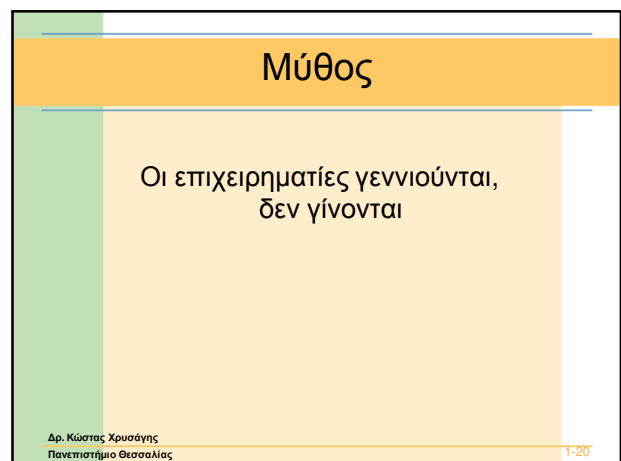 Μύθος
Οι επιχειρηματίες γεννιούνται,
δεν γίνονται
Δρ. Κώστας Χρυσάγης
Πανεπιστήμιο Θεσσαλίας
1-20